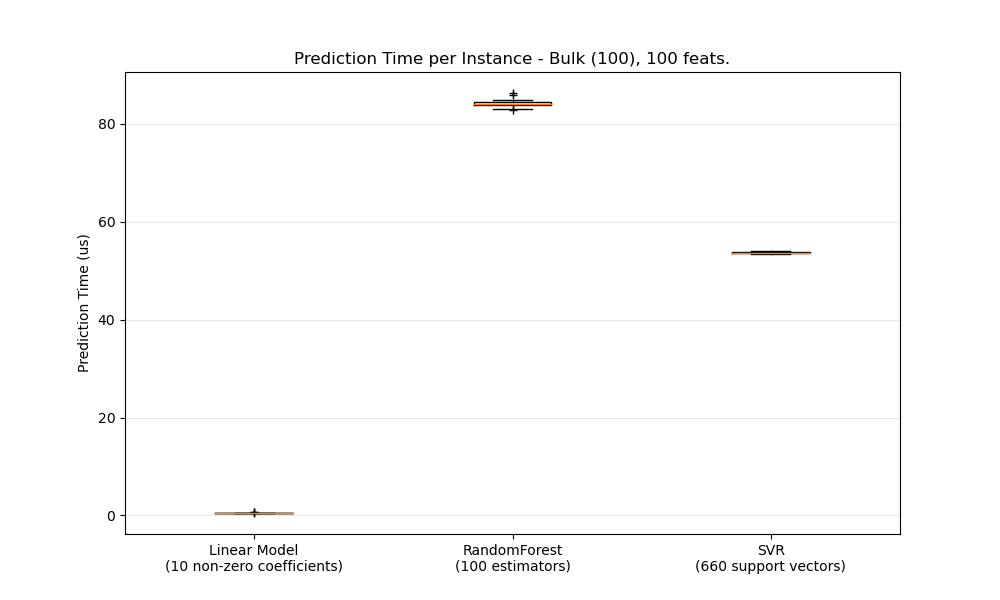 Prediction Time per Instance - Bulk (100), 100 feats.
Prediction Time (us)
80
60
40
20
0
Linear Model
(10 non-zero coefficients)
RandomForest
(100 estimators)
SVR
(660 support vectors)